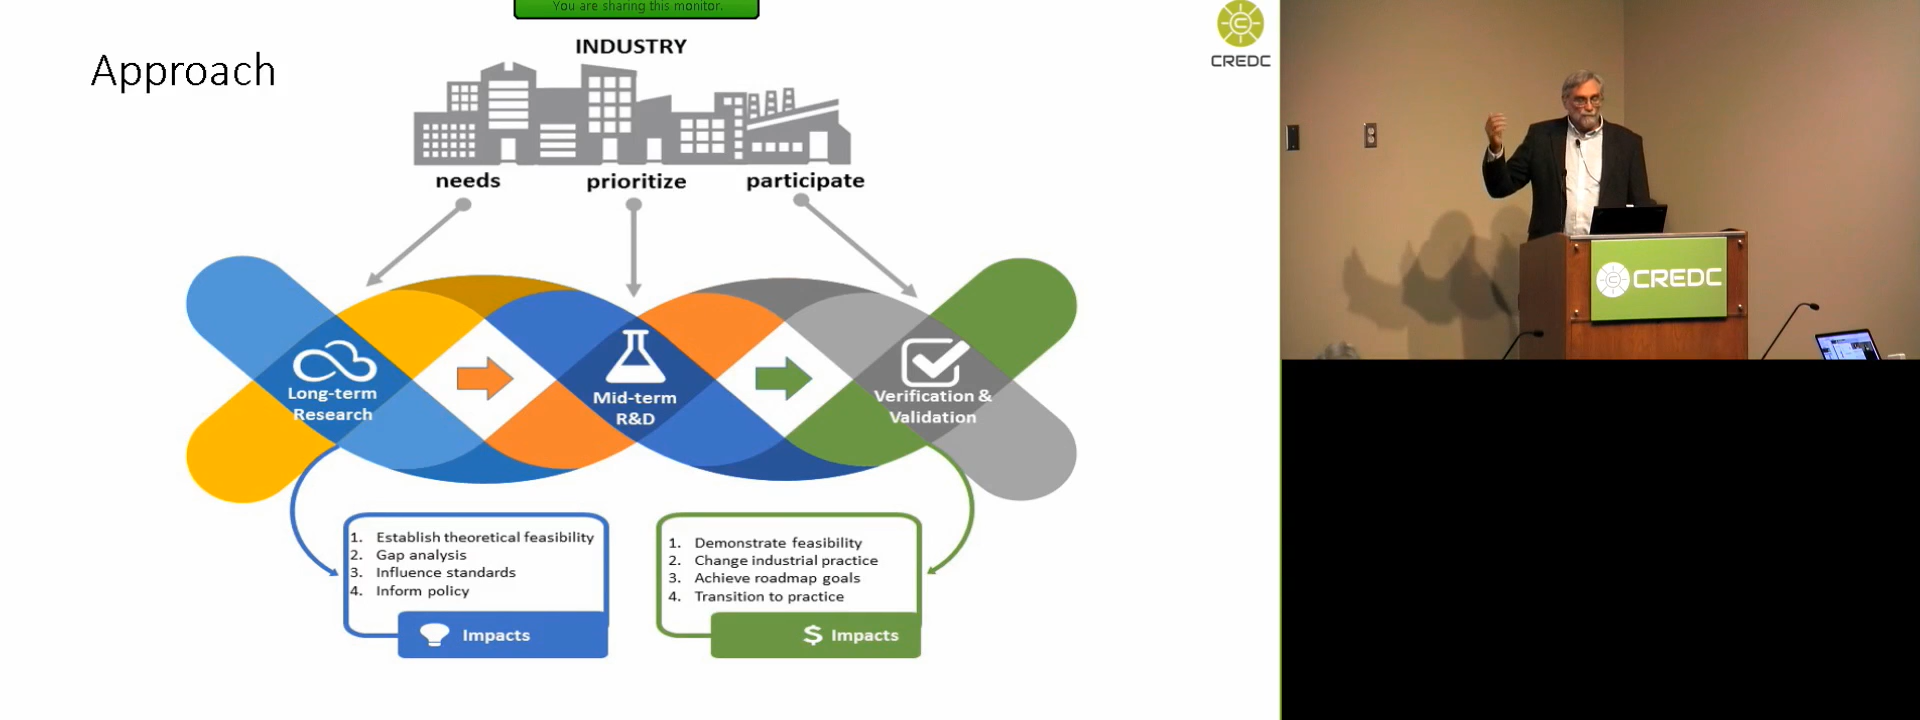 You are sharing this monitor.
Approach
INDUSTRY
CREDC
needs prioritize participate
Long-term
Research
Mid-term
R&D
Verification &
Validation
1. Establish theoretical feasibility
2. Gap analysis
3. Influence standards
4. Inform policy
Impacts
1. Demonstrate feasibility
2. Change industrial practice
3. Achieve roadmap goals
4. Transition to practice
$ Impacts
C CREDC